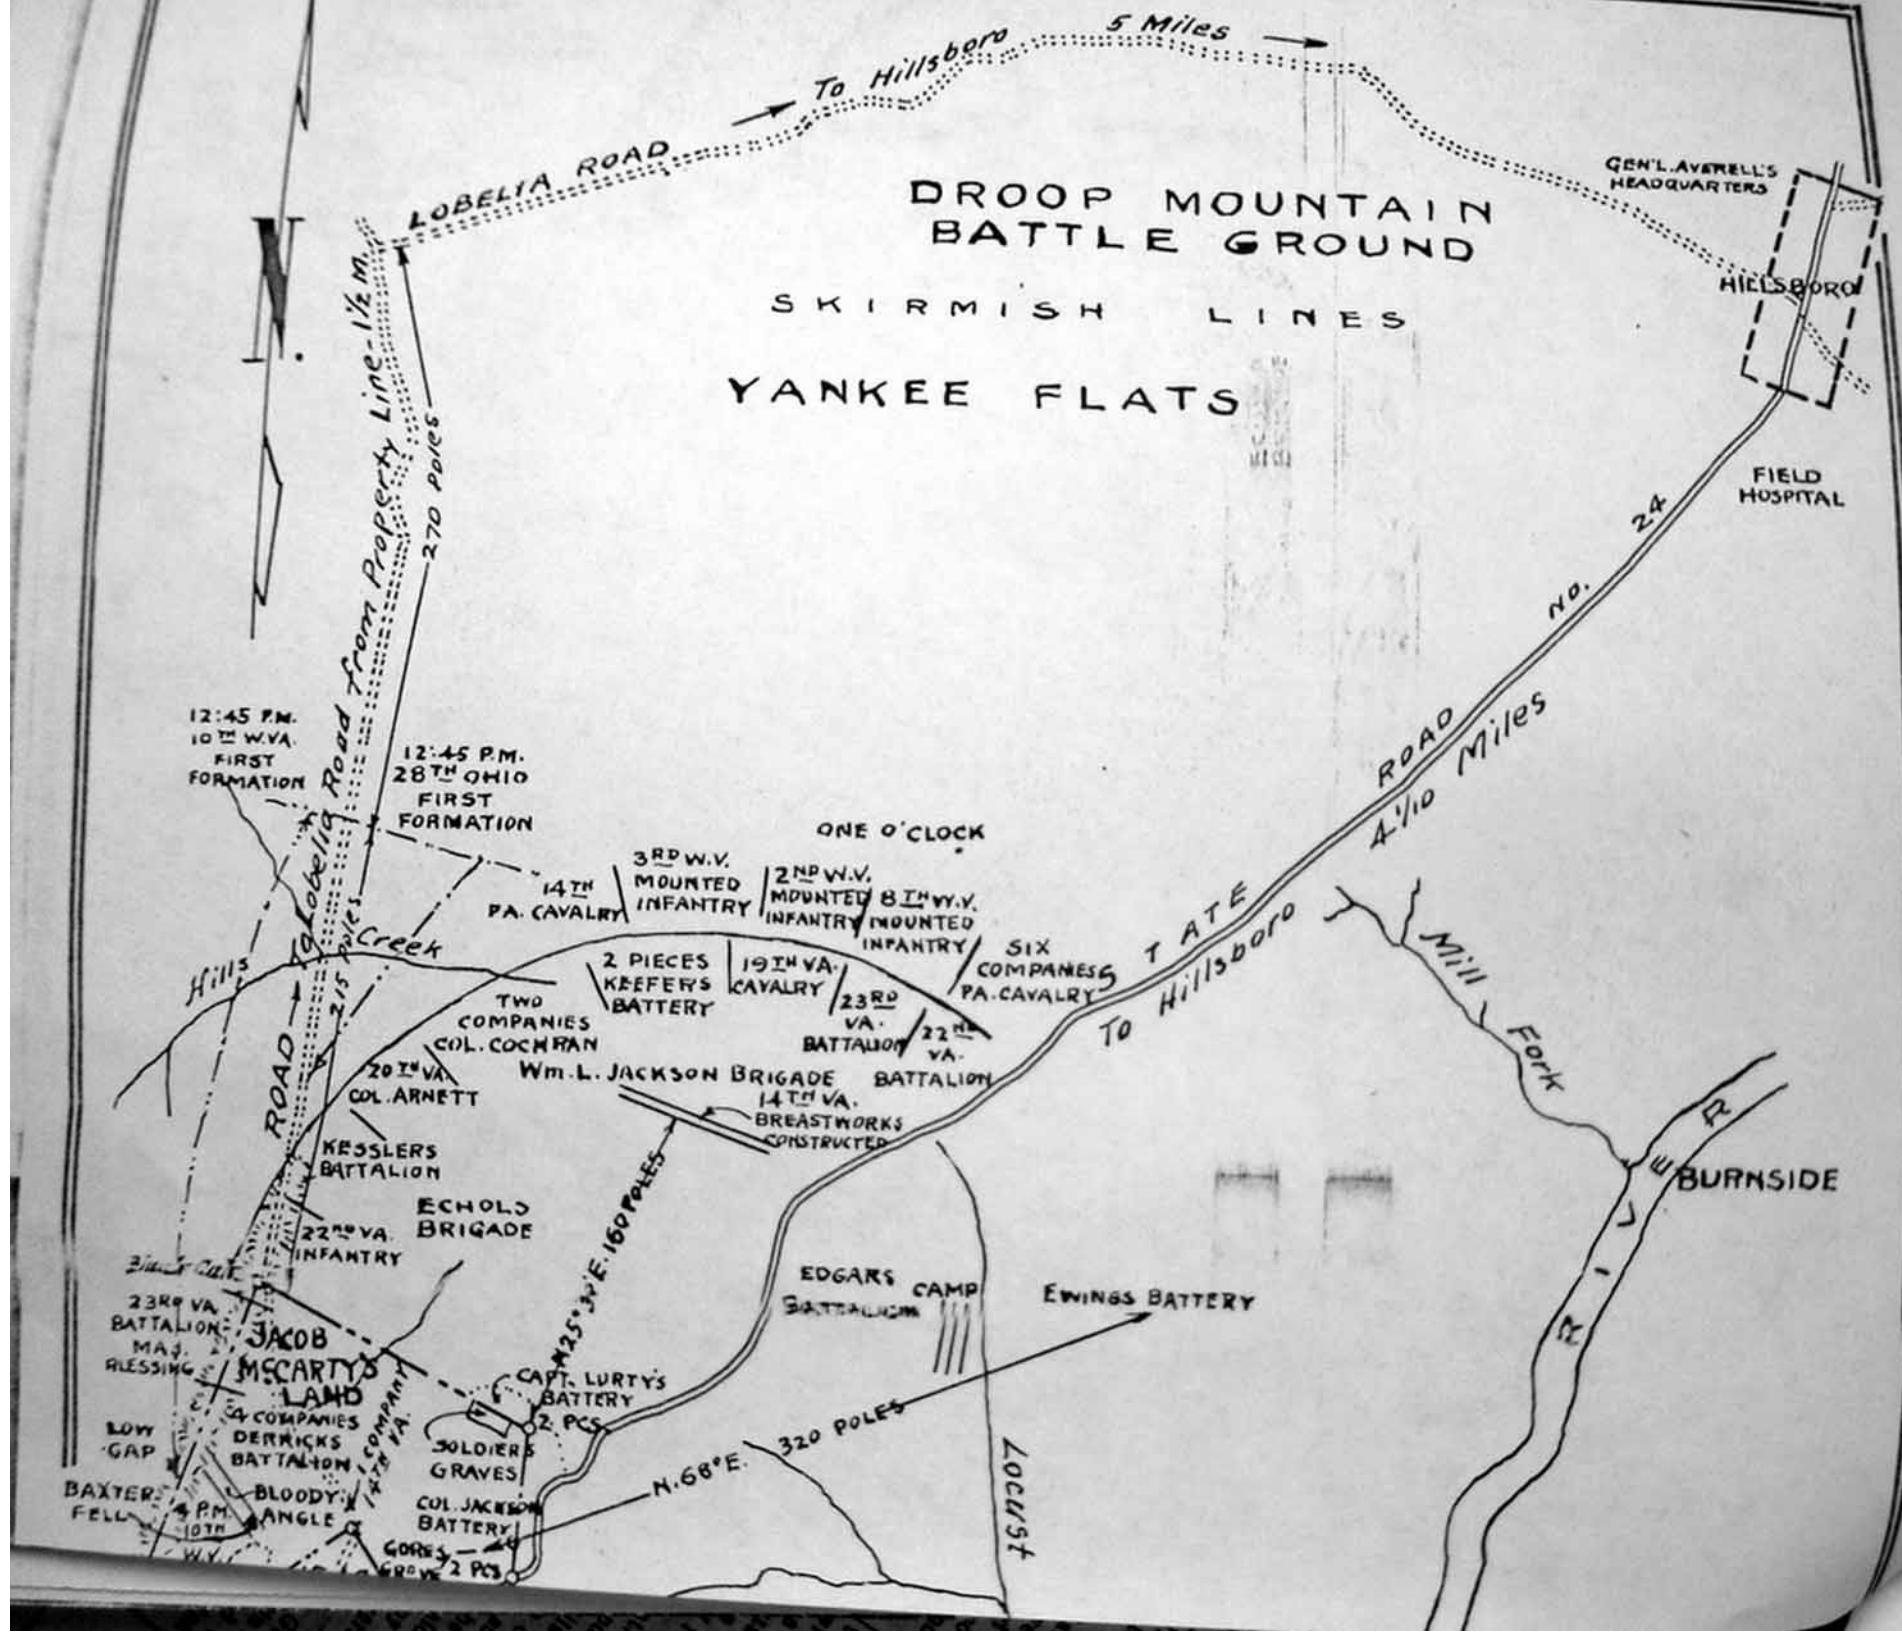 To Hillsboro 5 Miles
LOBELIA ROAD
GEN'L. AVERELL'S
HEADQUARTERS
DROOP MOUNTAIN
BATTLE GROUND
N.
HILLSBORO
SKIRMISH LINES
YANKEE FLATS
FIELD
HOSPITAL
STATE ROAD NO. 24
To Hillsboro 4 1/10 Miles
ROAD To Lobelia Road from Property Line - 1 1/2 M.
270 Poles
215 Poles
12:45 P.M.
10TH W.VA.
FIRST
FORMATION
12:45 P.M.
28TH OHIO
FIRST
FORMATION
ONE O'CLOCK
14TH
PA. CAVALRY
3RD W.V.
MOUNTED
INFANTRY
2ND W.V.
MOUNTED
INFANTRY
8TH W.V.
MOUNTED
INFANTRY
SIX
COMPANIES
PA. CAVALRY
Hills Creek
2 PIECES
KEEFER'S
BATTERY
19TH VA.
CAVALRY
23RD
VA.
BATTALION
22ND
VA.
BATTALION
TWO
COMPANIES
COL. COCHRAN
20TH VA.
COL. ARNETT
Wm. L. JACKSON BRIGADE
14TH VA.
BREASTWORKS
CONSTRUCTED
Mill Fork
RIVER
BURNSIDE
KESSLERS
BATTALION
ECHOLS
BRIGADE
22ND VA.
INFANTRY
N 25° 30' E. 160 POLES
EDGARS
BATTALION
CAMP
EWINGS BATTERY
23RD VA.
BATTALION
MAJ.
BLESSING
JACOB
McCARTY'S
LAND
4 COMPANIES
DERRICKS
BATTALION
1 COMPANY
14TH VA.
CAPT. LURTY'S
BATTERY
2 PCS
SOLDIERS
GRAVES
N. 68° E. 320 POLES
Locust
LOW
GAP
BAXTER
FELL
BLOODY
ANGLE
4 P.M.
10TH
W.V.
COL. JACKSON
BATTERY
2 PCS
GORES
GROVE